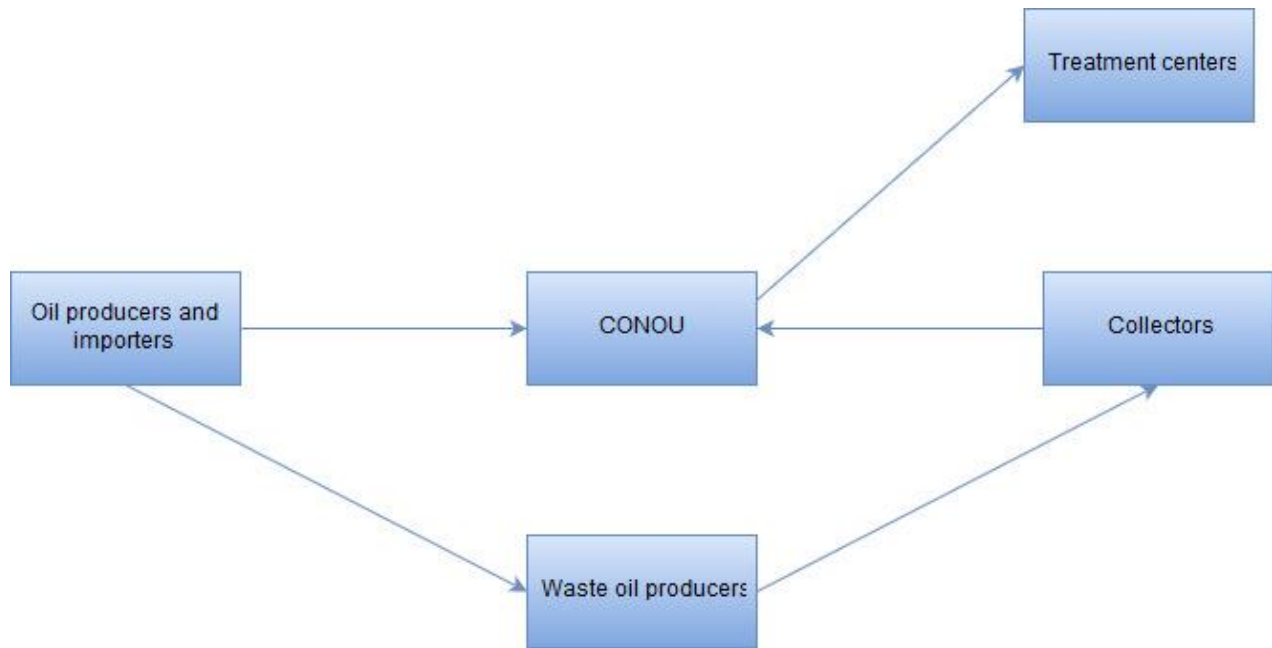 Treatment centers
Oil producers and
importers
CONOU
Collectors
Waste oil producers